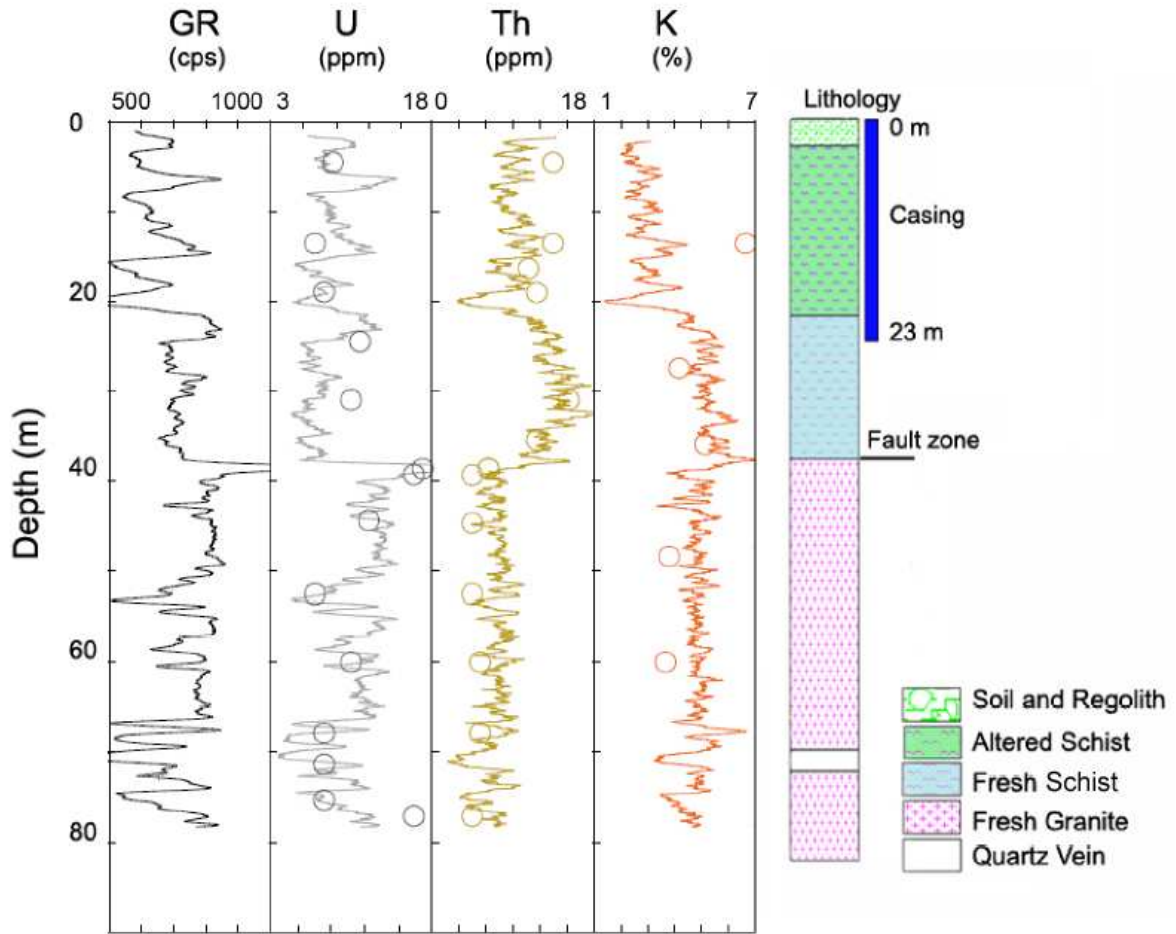 GR U Th K
(cps) (ppm) (ppm) (%)
500 1000 3 18 0 18 1 7
Lithology
0
0 m
Casing
20
23 m
Fault zone
40
Depth (m)
60
80
Soil and Regolith
Altered Schist
Fresh Schist
Fresh Granite
Quartz Vein